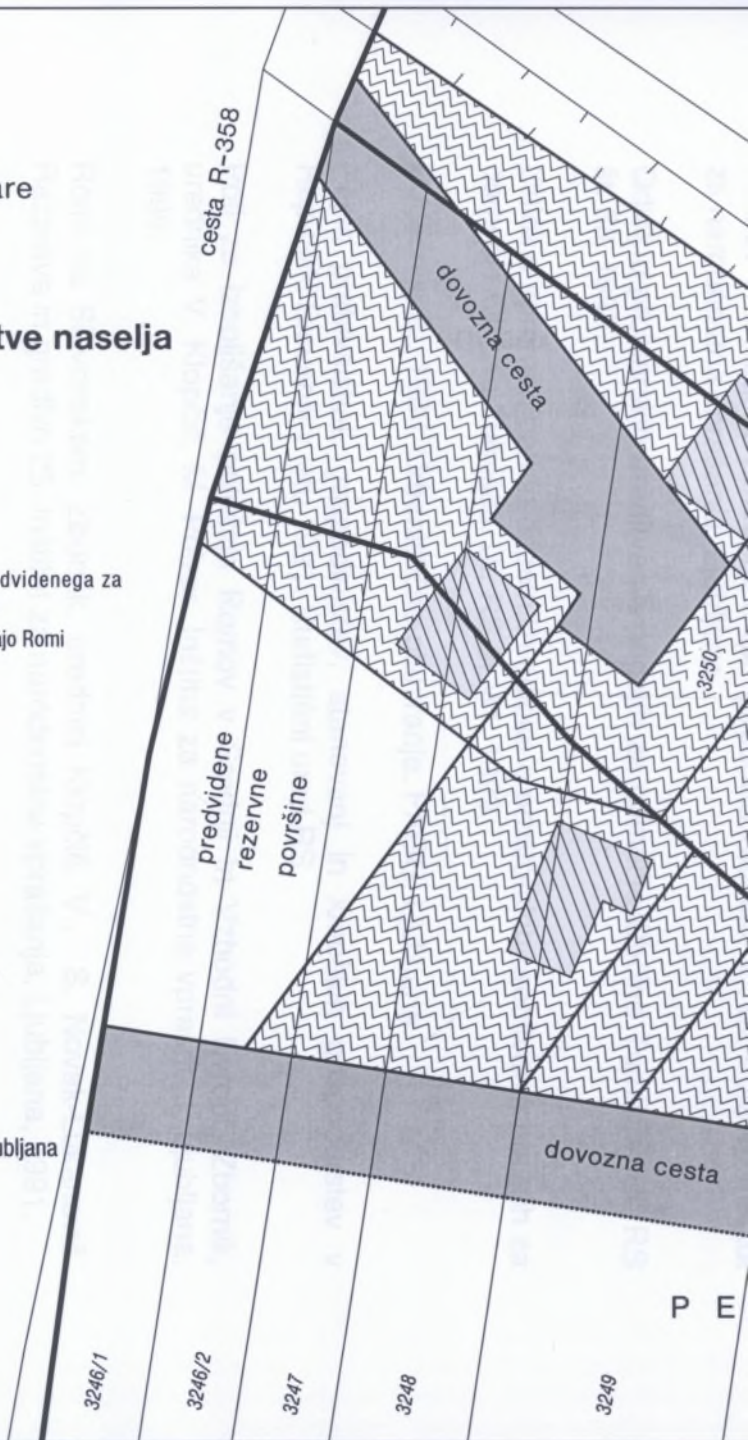 are
cesta R-358
tve naselja
dovozna cesta
dvidenega za
ajo Romi
3250
predvidene
rezervne
površine
ubljana
dovozna cesta
P E
3246/1
3246/2
3247
3248
3249